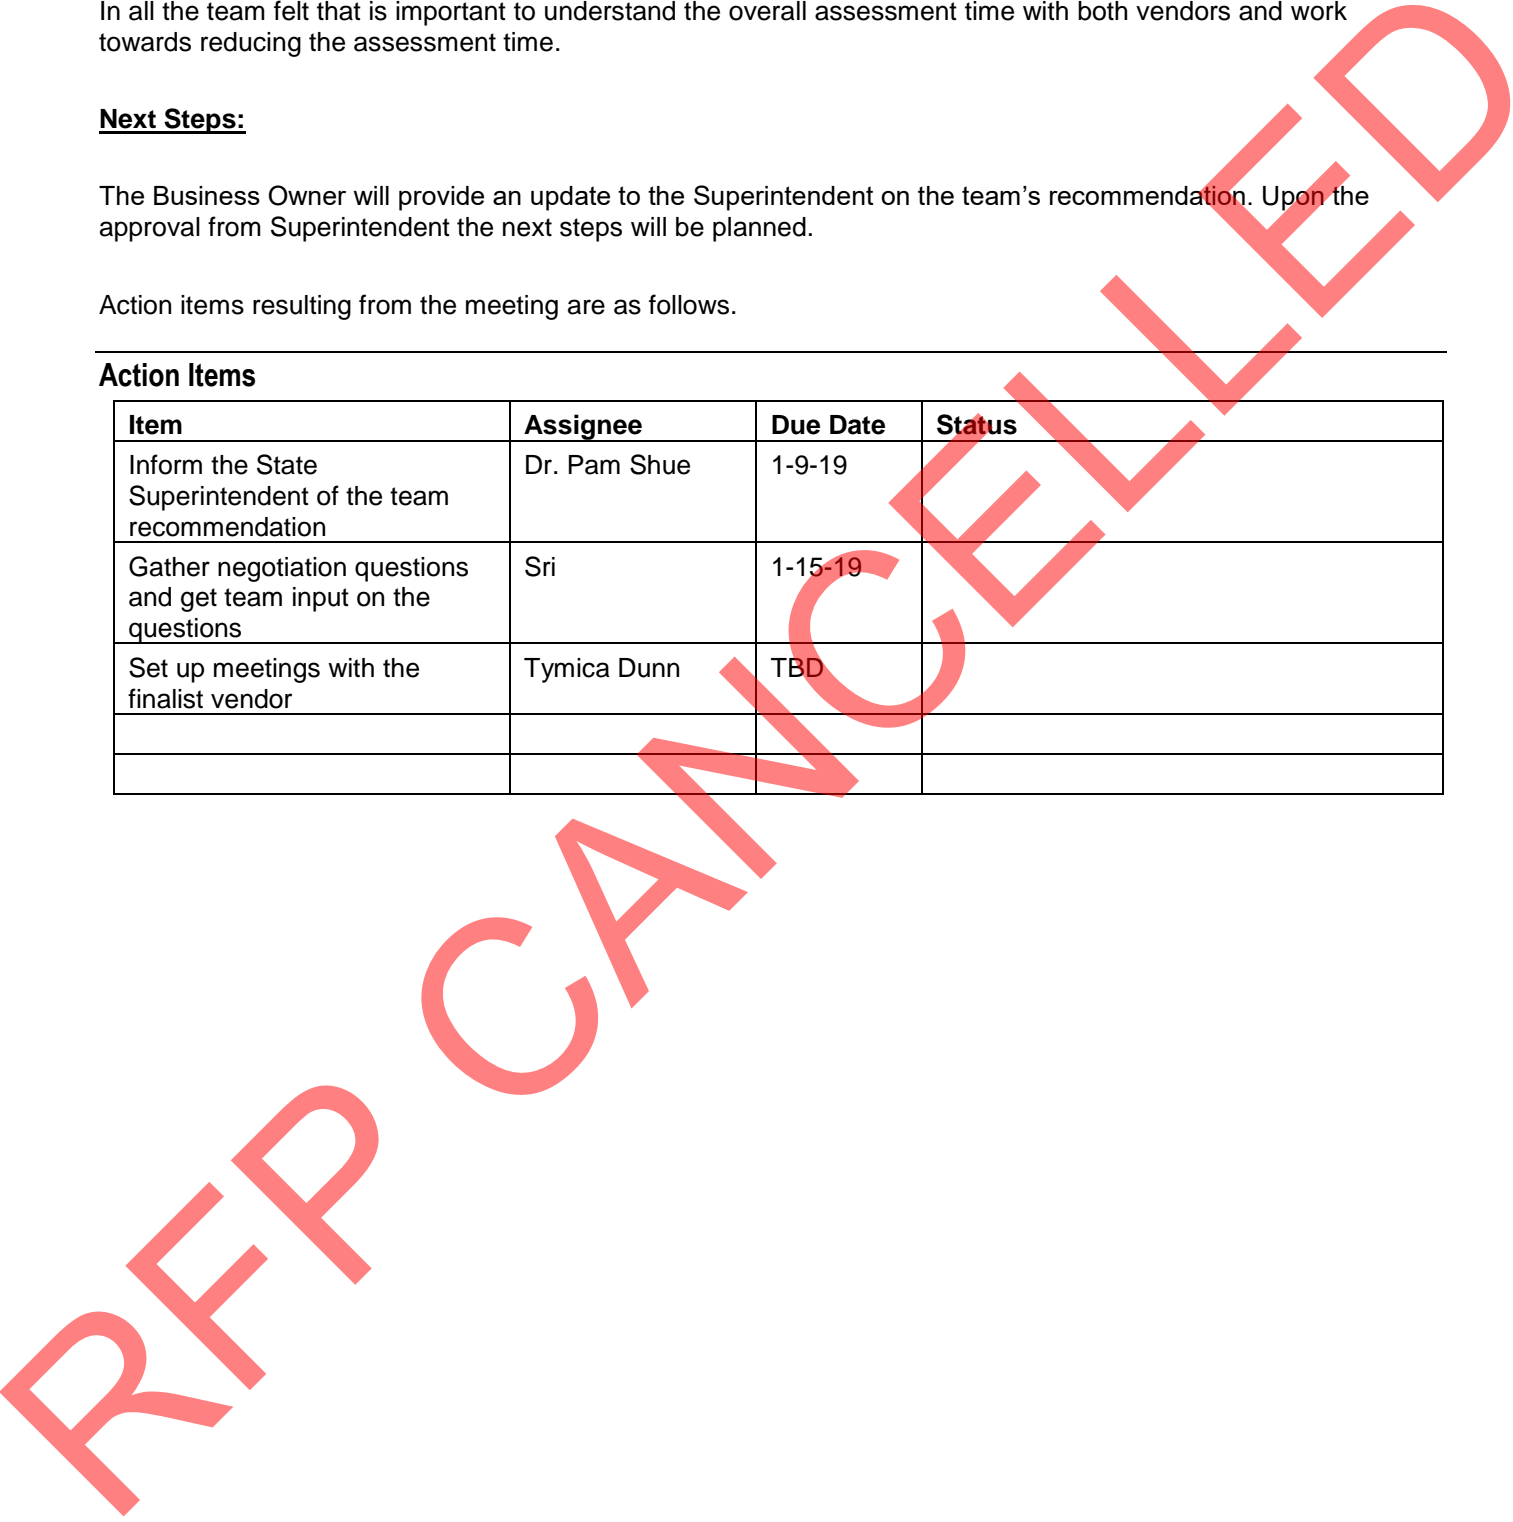 In all the team felt that is important to understand the overall assessment time with both vendors and work
towards reducing the assessment time.
Next Steps:
The Business Owner will provide an update to the Superintendent on the team’s recommendation. Upon the
approval from Superintendent the next steps will be planned.
Action items resulting from the meeting are as follows.
Action Items
Item Assignee Due Date Status
Inform the State
Superintendent of the team
recommendation
Dr. Pam Shue
1-9-19
Gather negotiation questions
and get team input on the
questions
Sri
1-15-19
Set up meetings with the
finalist vendor
Tymica Dunn
TBD
RFP CANCELLED